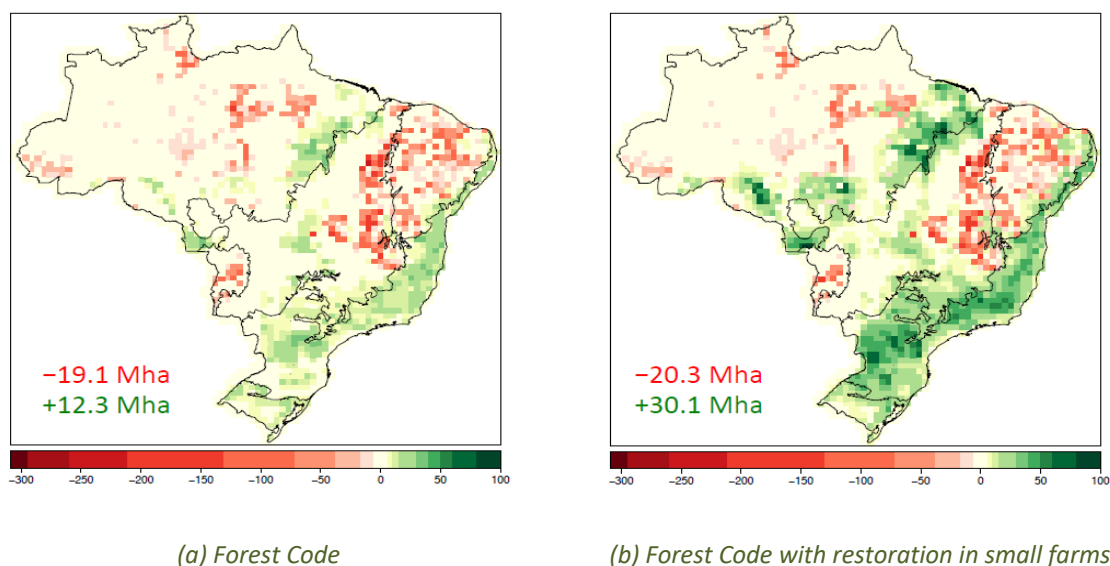 −19.1 Mha
+12.3 Mha
−300 −250 −200 −150 −100 −50 0 50 100
(a) Forest Code
−20.3 Mha
+30.1 Mha
−300 −250 −200 −150 −100 −50 0 50 100
(b) Forest Code with restoration in small farms